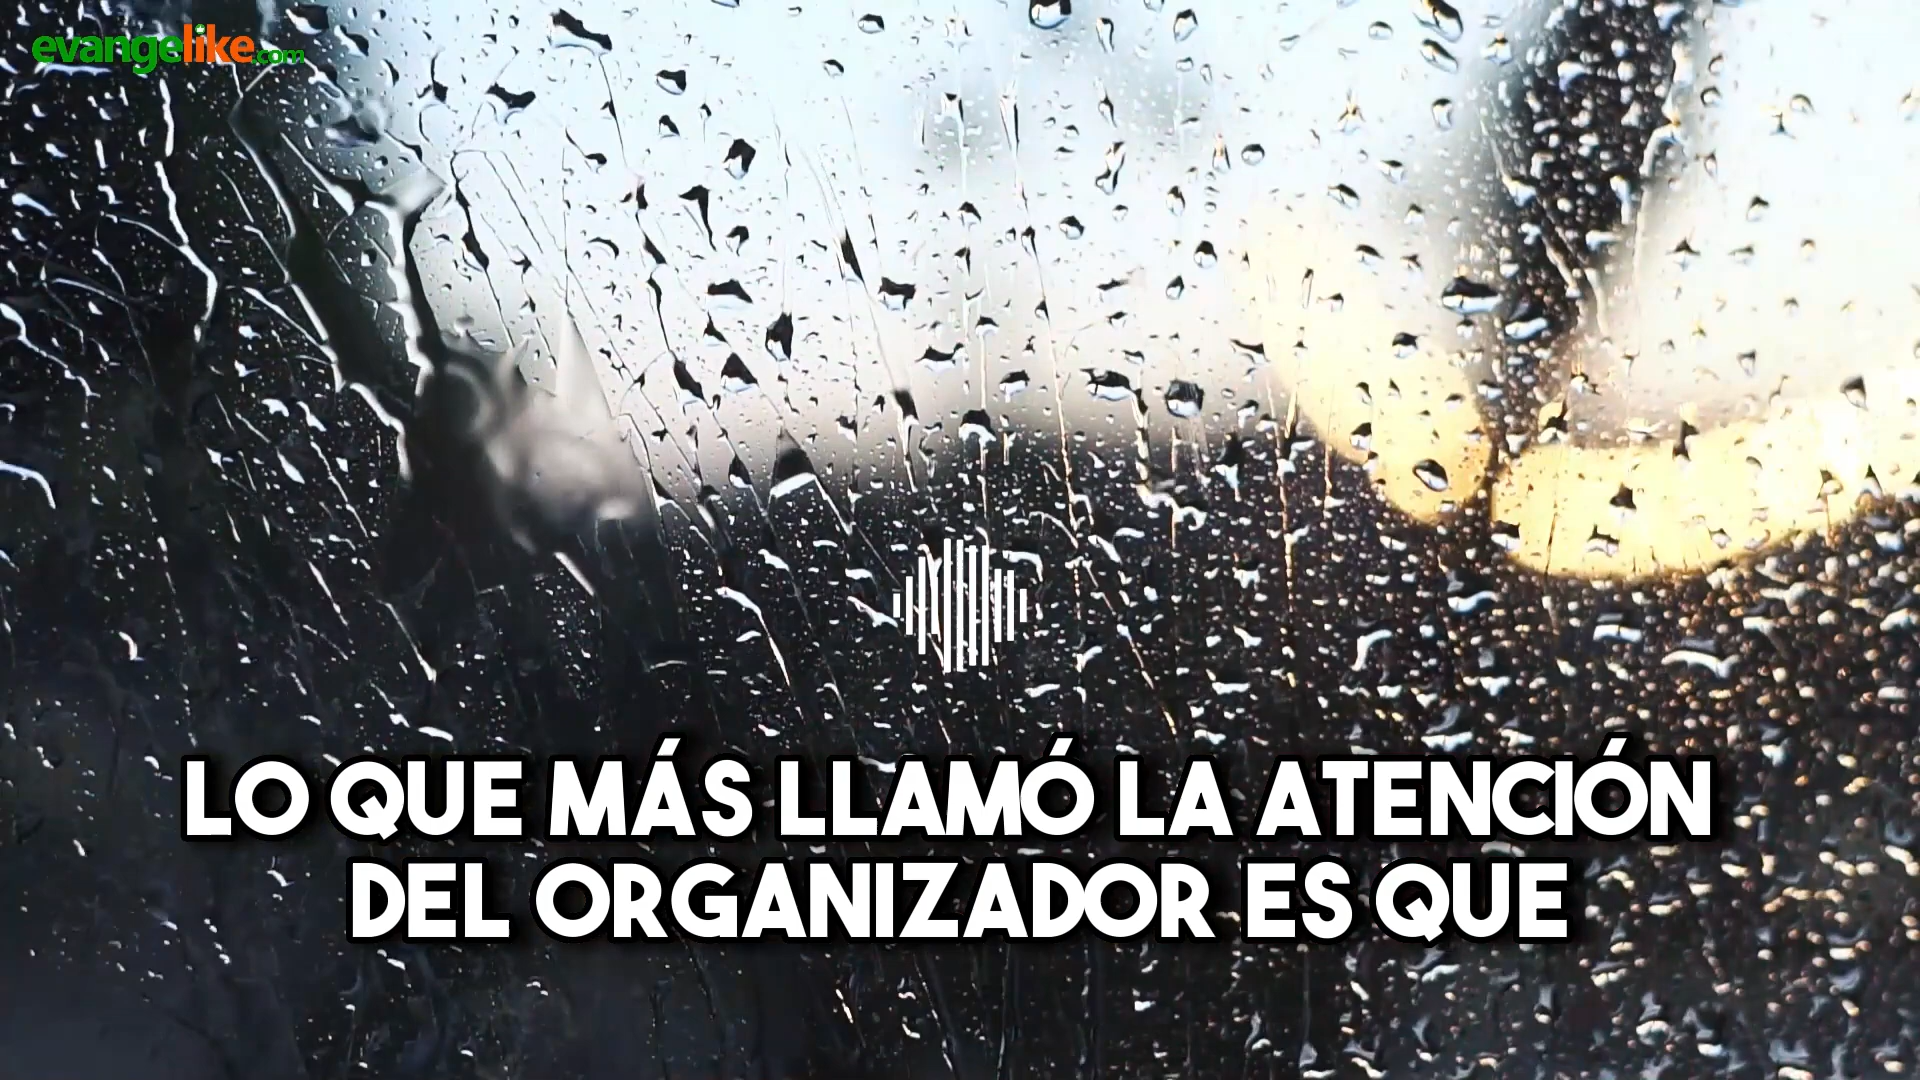 evangelike.com
LO QUE MÁS LLAMÓ LA ATENCIÓN
DEL ORGANIZADOR ES QUE